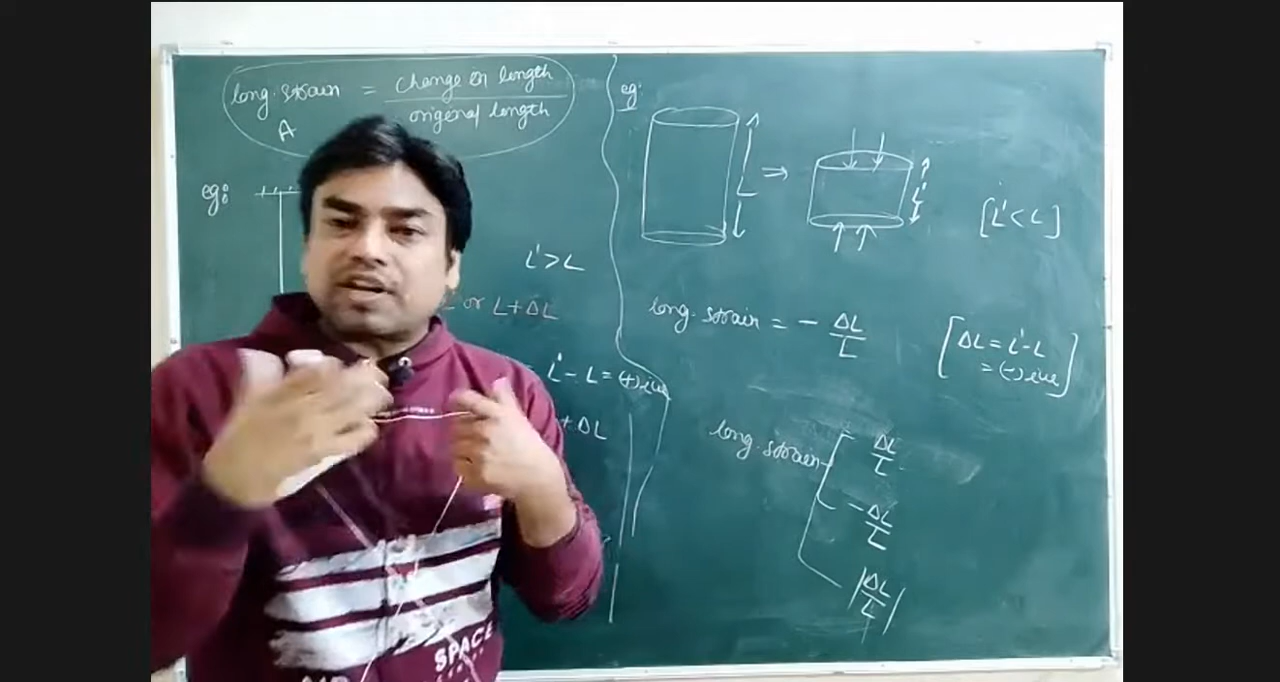 long. strain = change in length
original length
A
eg:
L' > L
or L+ΔL
L' - L = (+)ive
+ ΔL
eg:
L ⇒ L'
[L' < L]
long. strain = - ΔL/L
[ΔL = L' - L
= (-)ive]
long. strain
ΔL/L
- ΔL/L
|ΔL/L|
SPACE